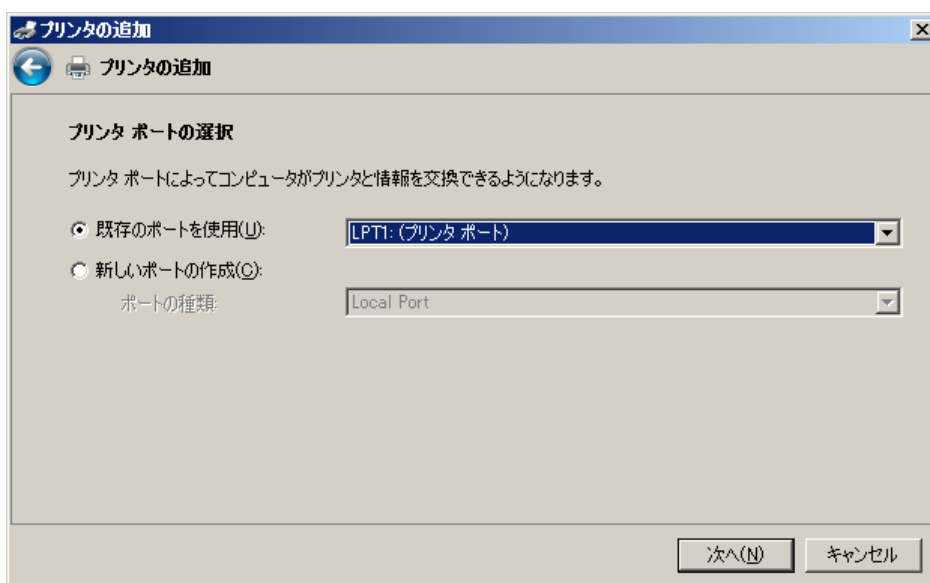 プリンタの追加
プリンタの追加
プリンタ ポートの選択
プリンタ ポートによってコンピュータがプリンタと情報を交換できるようになります。
既存のポートを使用(U): LPT1: (プリンタ ポート)
新しいポートの作成(C):
ポートの種類: Local Port
次へ(N) キャンセル